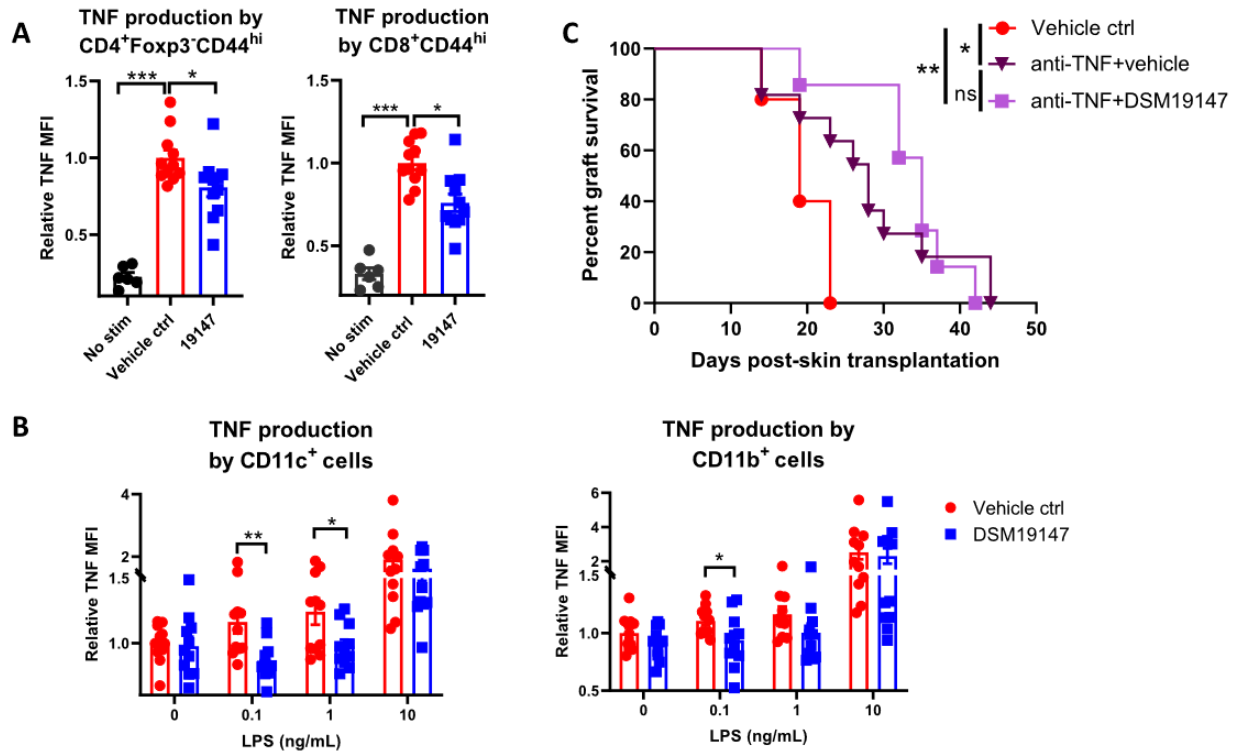 A
TNF production by
CD4+Foxp3-CD44hi
Relative TNF MFI
1.5
1.0
0.5
***
*
No stim
Vehicle ctrl
19147
TNF production
by CD8+CD44hi
Relative TNF MFI
1.5
1.0
0.5
***
*
No stim
Vehicle ctrl
19147
C
Percent graft survival
100
80
60
40
20
0
0 10 20 30 40 50
Days post-skin transplantation
** * ns
Vehicle ctrl
anti-TNF+vehicle
anti-TNF+DSM19147
B
TNF production
by CD11c+ cells
Relative TNF MFI
4
2
1.5
1.0
**
*
0 0.1 1 10
LPS (ng/mL)
TNF production by
CD11b+ cells
Relative TNF MFI
6
4
2
1.5
1.0
0.5
*
0 0.1 1 10
LPS (ng/mL)
Vehicle ctrl
DSM19147